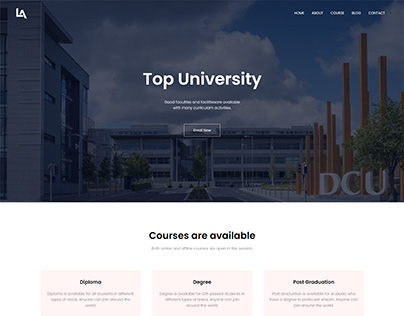 LA
HOME ABOUT COURSE BLOG CONTACT
Top University
Good faculties and facilities are available
with many curriculam activities.
Enroll Now
DCU
Courses are available
Both online and offline courses are open in this session
Diploma
Diploma is available for all students in different
types of areas. Anyone can join around the
world.
Degree
Degree is available for 12th passed students in
different types of areas. Anyone can join
around the world.
Post Graduation
Post Graduation is available for students who
have a degree in particular stream. Anyone can
join around the world.